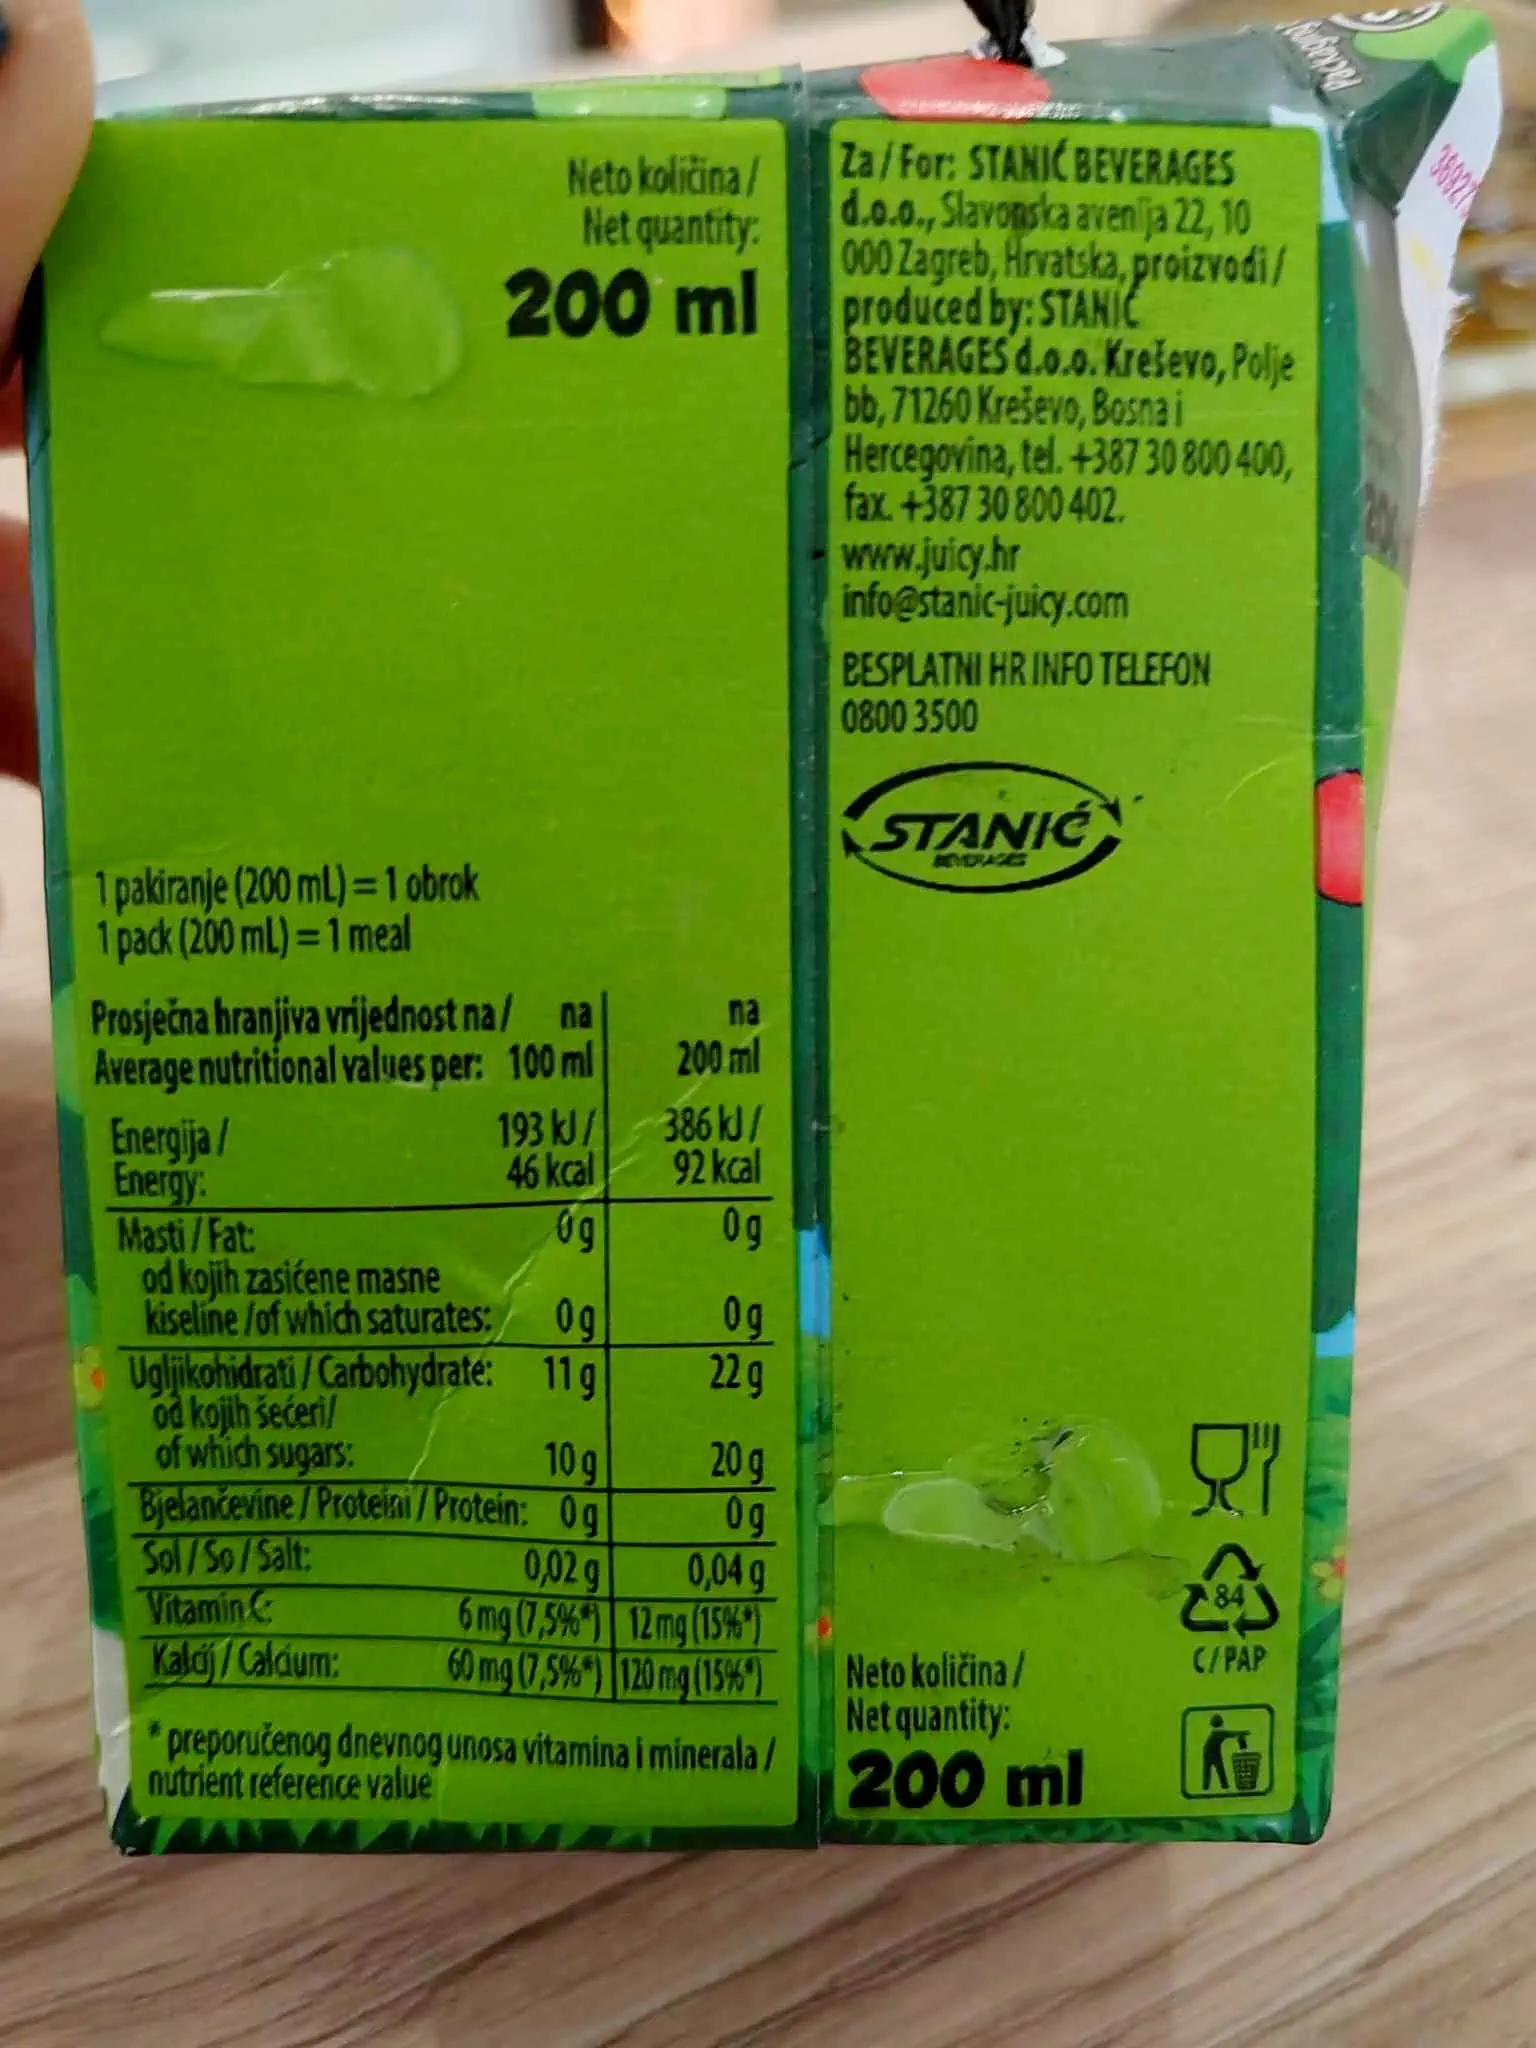 Neto količina /
Net quantity:
200 ml
1 pakiranje (200 mL) = 1 obrok
1 pack (200 mL) = 1 meal
Prosječna hranjiva vrijednost na / na na
Average nutritional values per: 100 ml 200 ml
Energija / 193 kJ / 386 kJ /
Energy: 46 kcal 92 kcal
Masti / Fat: 0 g 0 g
od kojih zasićene masne
kiseline /of which saturates: 0 g 0 g
Ugljikohidrati / Carbohydrate: 11 g 22 g
od kojih šećeri/
of which sugars: 10 g 20 g
Bjelančevine / Proteini / Protein: 0 g 0 g
Sol / So / Salt: 0,02 g 0,04 g
Vitamin C: 6 mg (7,5%*) 12 mg (15%*)
Kalcij / Calcium: 60 mg (7,5%*) 120 mg (15%*)
* preporučenog dnevnog unosa vitamina i minerala /
nutrient reference value
Za / For: STANIĆ BEVERAGES
d.o.o., Slavonska avenija 22, 10
000 Zagreb, Hrvatska, proizvodi /
produced by: STANIĆ
BEVERAGES d.o.o. Kreševo, Polje
bb, 71260 Kreševo, Bosna i
Hercegovina, tel. +387 30 800 400,
fax. +387 30 800 402.
www.juicy.hr
info@stanic-juicy.com
BESPLATNI HR INFO TELEFON
0800 3500
STANIĆ
BEVERAGES
84
C/PAP
Neto količina /
Net quantity:
200 ml